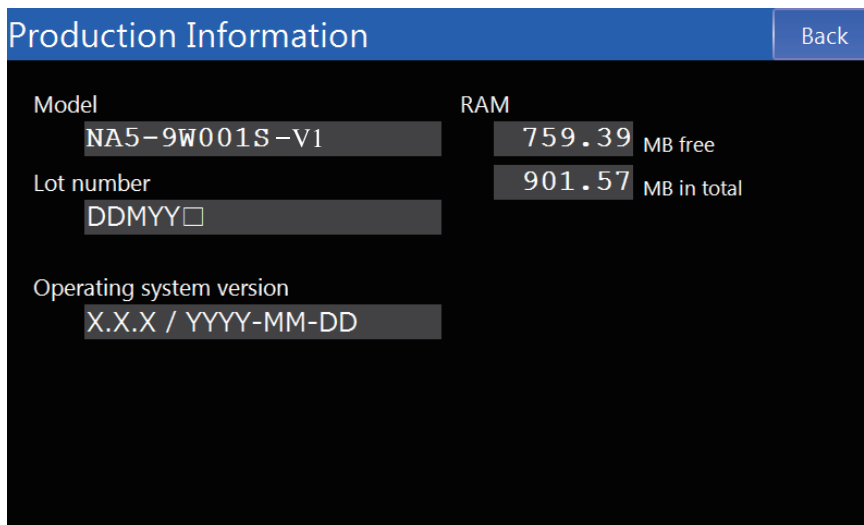 Production Information
Back
Model
NA5-9W001S-V1
Lot number
DDMYY□
Operating system version
X.X.X / YYYY-MM-DD
RAM
759.39 MB free
901.57 MB in total